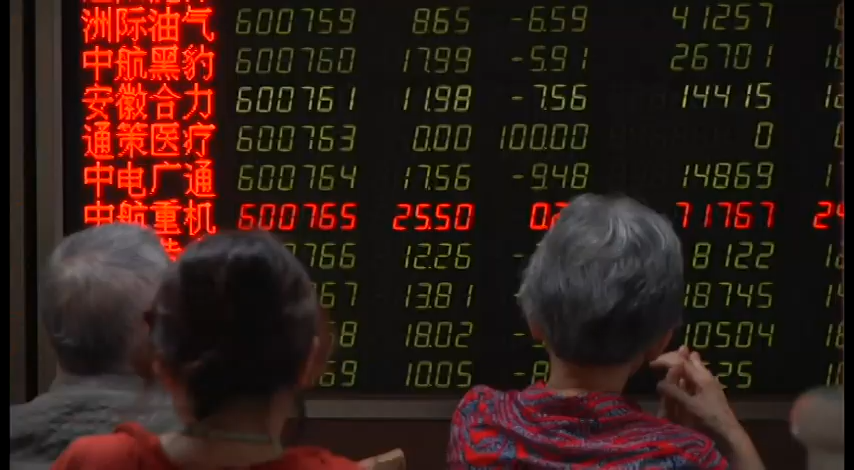 洲际油气 600759 8.65 -6.59 41257
中航黑豹 600760 17.99 -5.91 26701
安徽合力 600761 11.98 -7.56 14415
通策医疗 600763 0.00 100.00 0
中电广通 600764 17.56 -9.48 14869
中航重机 600765 25.50 71767
12.26 8122
13.81 18745
18.02 10504
10.05